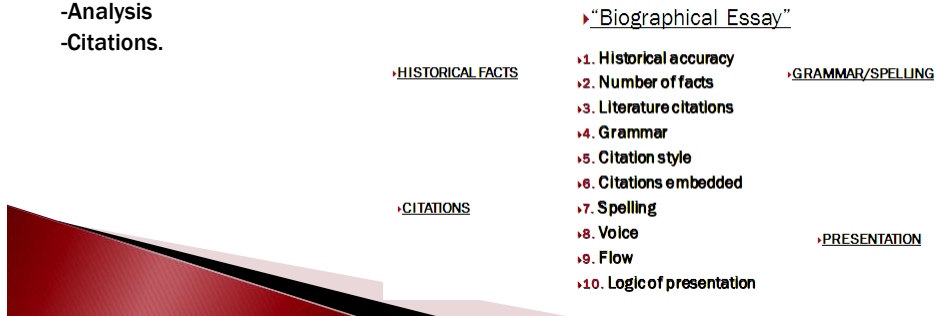 -Analysis
-Citations.
HISTORICAL FACTS
CITATIONS
“Biographical Essay”
1. Historical accuracy
2. Number of facts
3. Literature citations
4. Grammar
5. Citation style
6. Citations embedded
7. Spelling
8. Voice
9. Flow
10. Logic of presentation
GRAMMAR/SPELLING
PRESENTATION